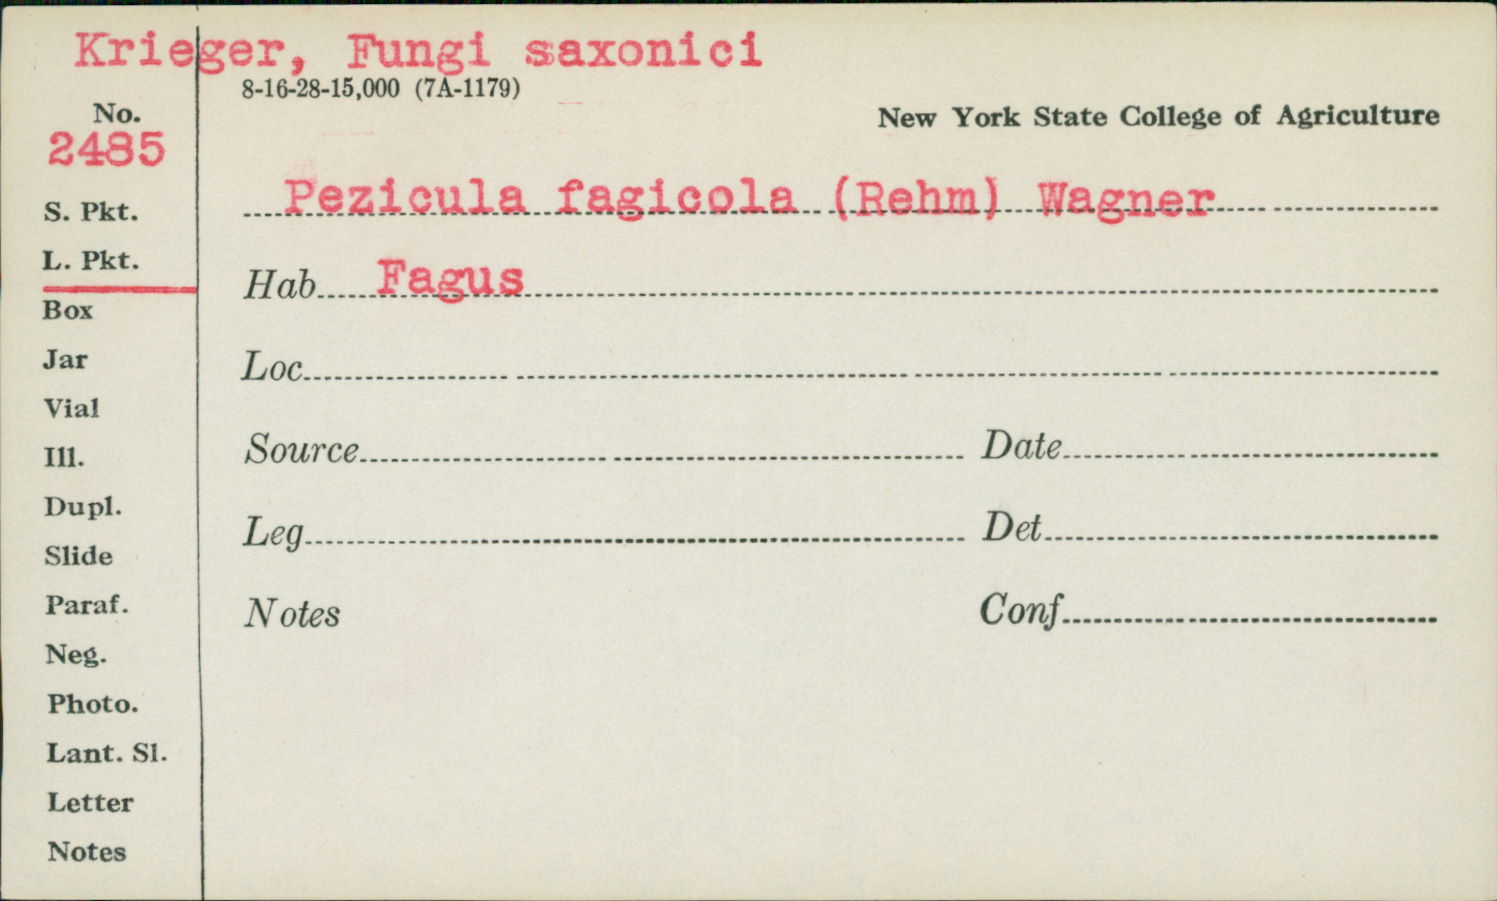 Krieger, Fungi saxonici
8-16-28-15,000 (7A-1179)
No.
New York State College of Agriculture
2485
Pezicula fagicola (Rehm) Wagner
S. Pkt.
L. Pkt.
Hab. Fagus
Box
Jar
Loc.
Vial
Ill.
Source Date
Dupl.
Leg. Det.
Slide
Paraf.
Notes Conf.
Neg.
Photo.
Lant. Sl.
Letter
Notes